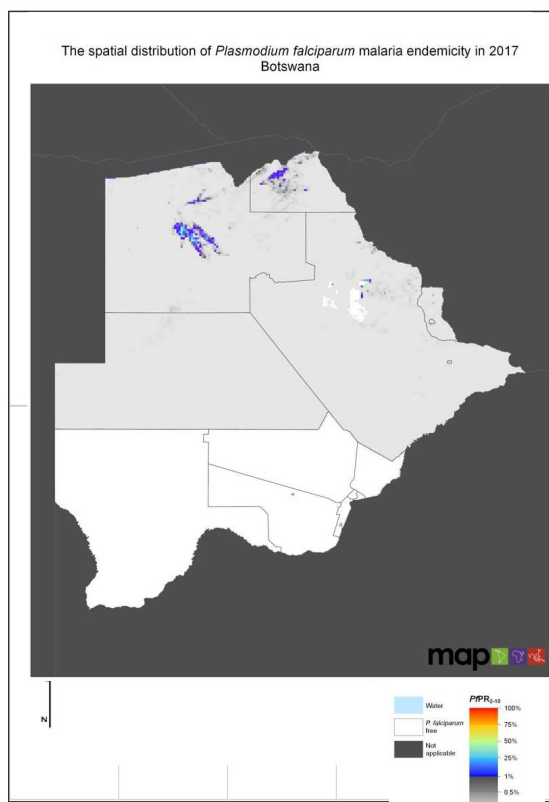 The spatial distribution of Plasmodium falciparum malaria endemicity in 2017
Botswana
map
N
Water
P. falciparum
free
Not
applicable
PfPR2-10
100%
75%
50%
25%
1%
0.5%